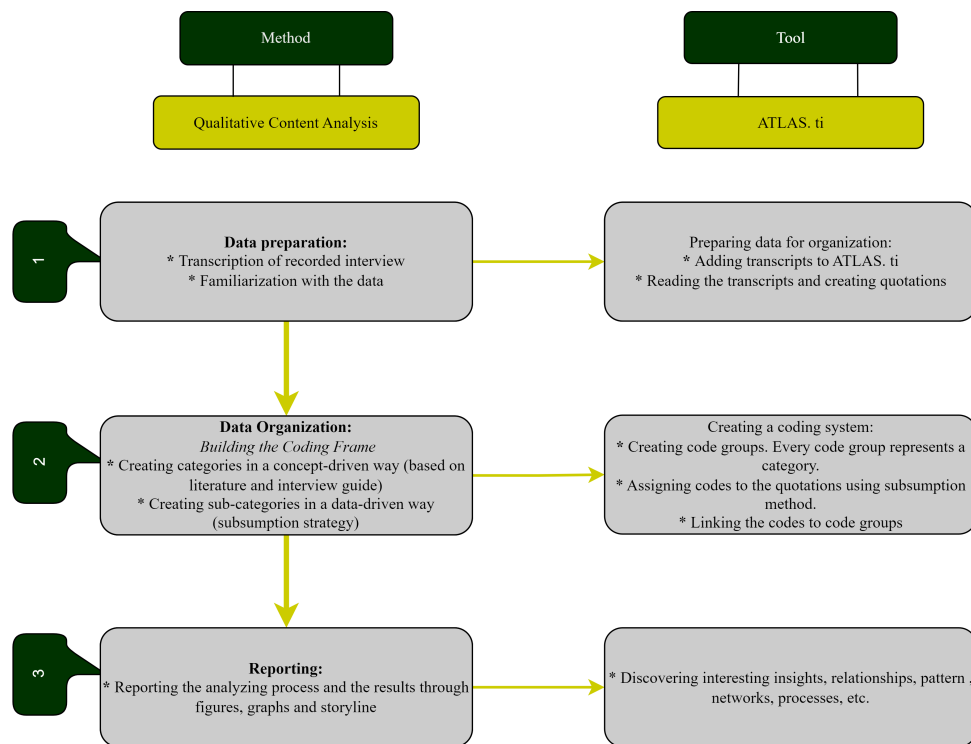 Method
Tool
Qualitative Content Analysis
ATLAS. ti
1
Data preparation:
* Transcription of recorded interview
* Familiarization with the data
Preparing data for organization:
* Adding transcripts to ATLAS. ti
* Reading the transcripts and creating quotations
2
Data Organization:
Building the Coding Frame
* Creating categories in a concept-driven way (based on
literature and interview guide)
* Creating sub-categories in a data-driven way
(subsumption strategy)
Creating a coding system:
* Creating code groups. Every code group represents a
category.
* Assigning codes to the quotations using subsumption
method.
* Linking the codes to code groups
3
Reporting:
* Reporting the analyzing process and the results through
figures, graphs and storyline
* Discovering interesting insights, relationships, pattern ,
networks, processes, etc.